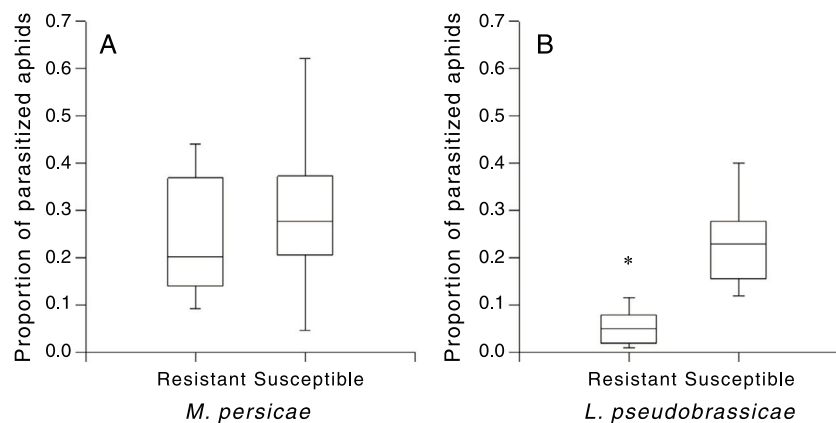 A
Proportion of parasitized aphids
0.7
0.6
0.5
0.4
0.3
0.2
0.1
0.0
Resistant Susceptible
M. persicae
B
Proportion of parasitized aphids
0.7
0.6
0.5
0.4
0.3
0.2
0.1
0.0
*
Resistant Susceptible
L. pseudobrassicae